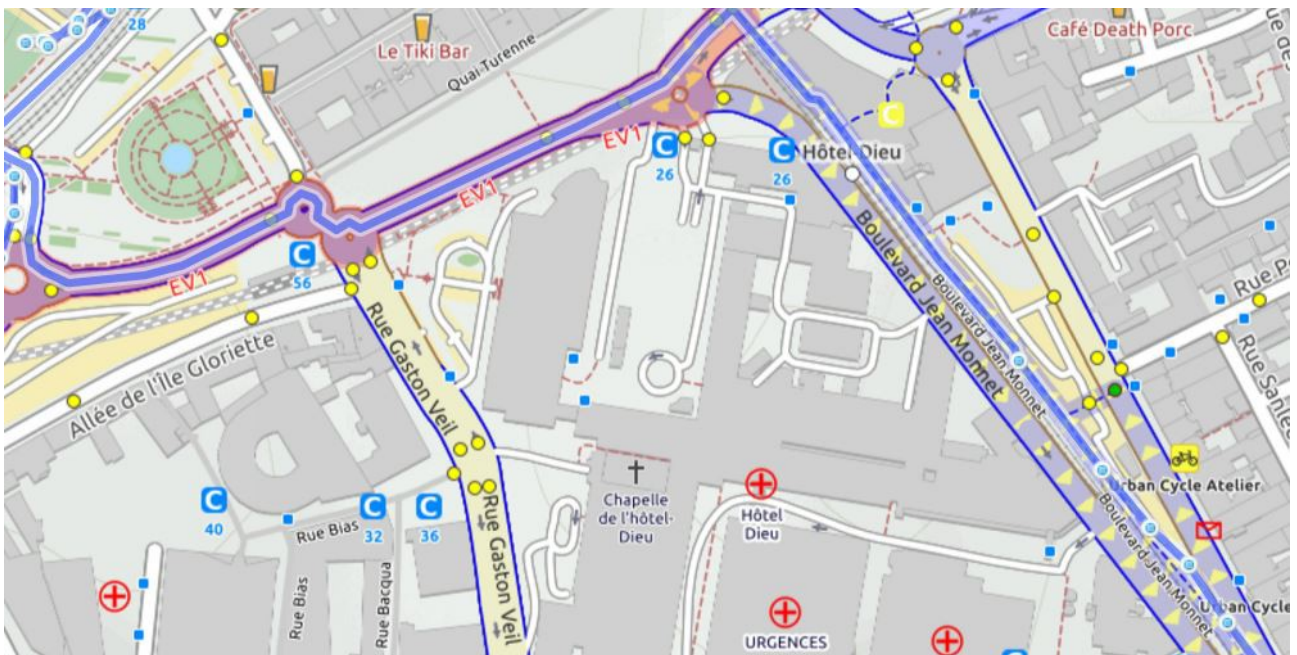 28
Le Tiki Bar
Quai Turenne
Café Death Porc
EV1
C
26
C
26
C
Hôtel Dieu
EV1
EV1
C
56
Boulevard Jean Monnet
Boulevard Jean Monnet
Allée de l'Île Gloriette
Rue Gaston Veil
Rue Sanlec
Chapelle
de l'hôtel-
Dieu
Hôtel
Dieu
Urban Cycle Atelier
C
40
C
32
C
36
Rue Bias
Rue Bias
Rue Bacqua
Rue Gaston Veil
Boulevard Jean Monnet
Urban Cycle
URGENCES